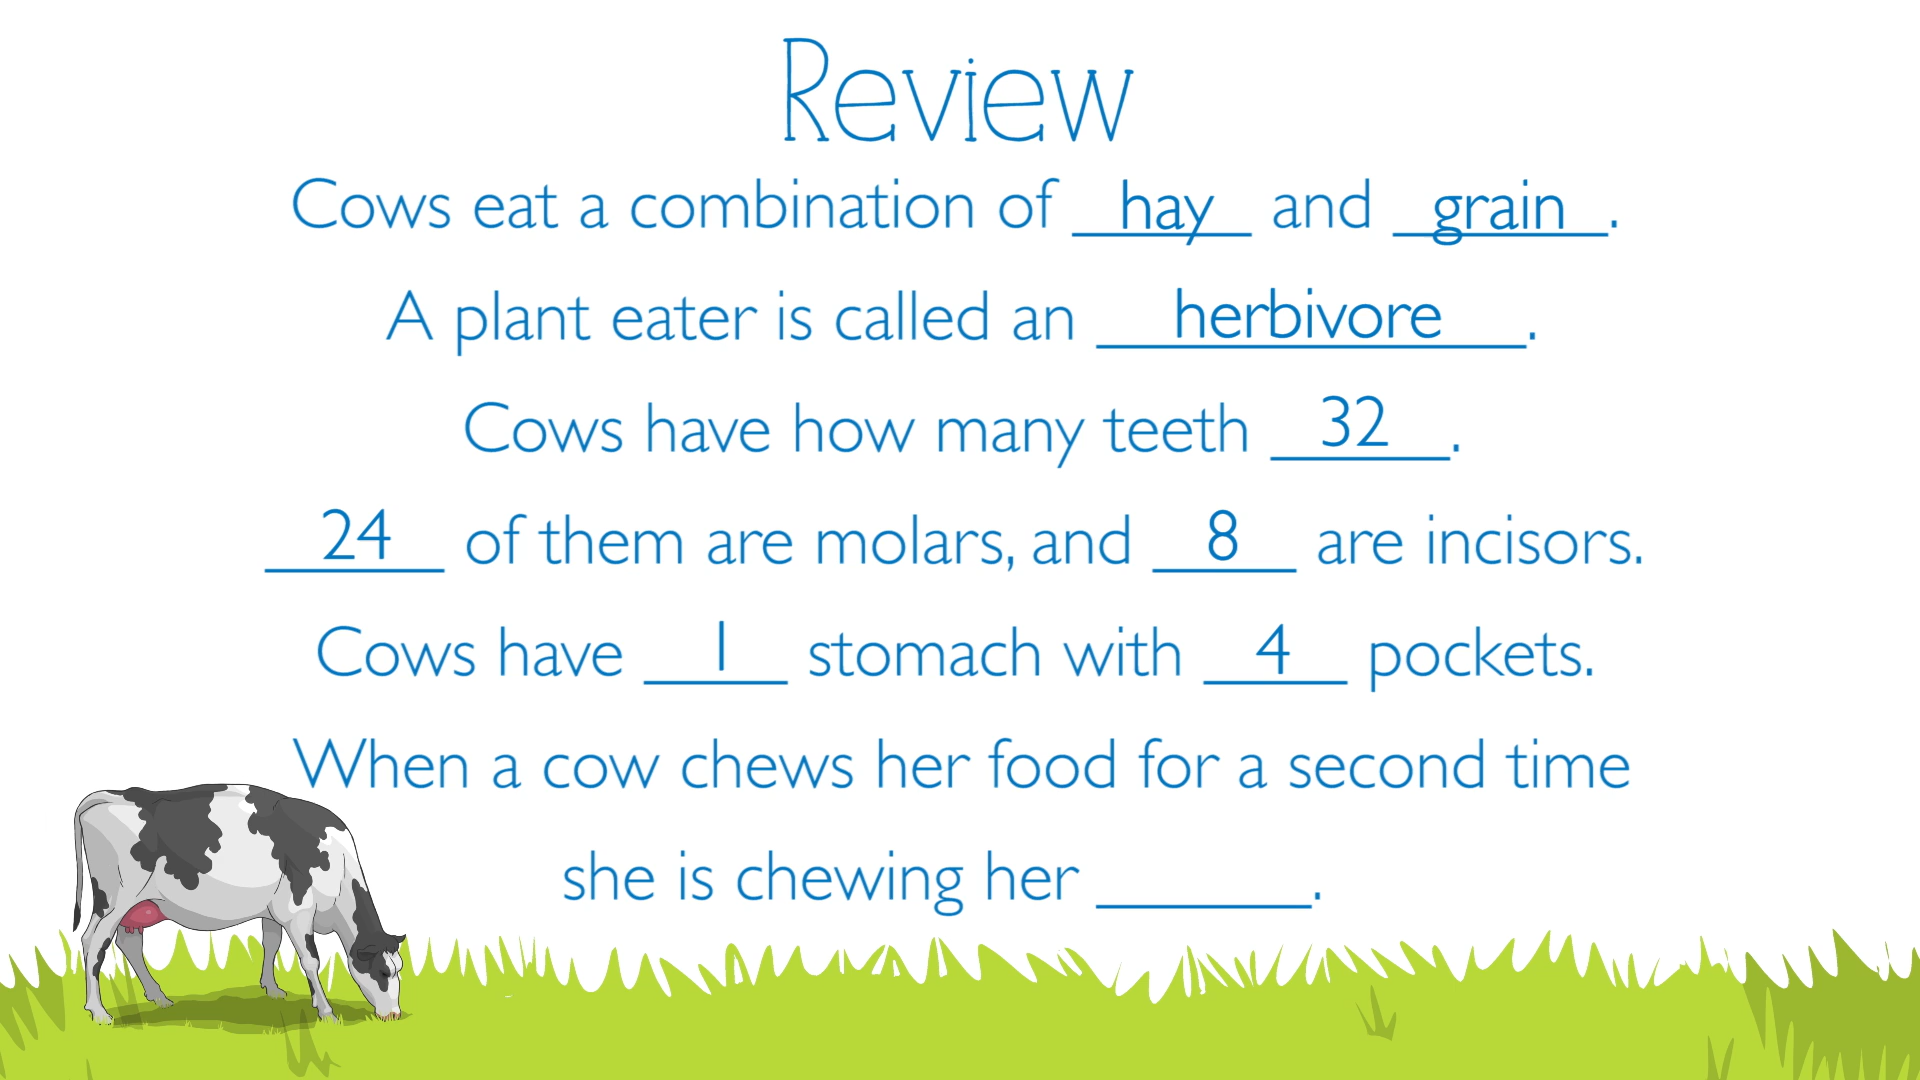 Review
Cows eat a combination of hay and grain.
A plant eater is called an herbivore.
Cows have how many teeth 32.
24 of them are molars, and 8 are incisors.
Cows have 1 stomach with 4 pockets.
When a cow chews her food for a second time
she is chewing her ______.